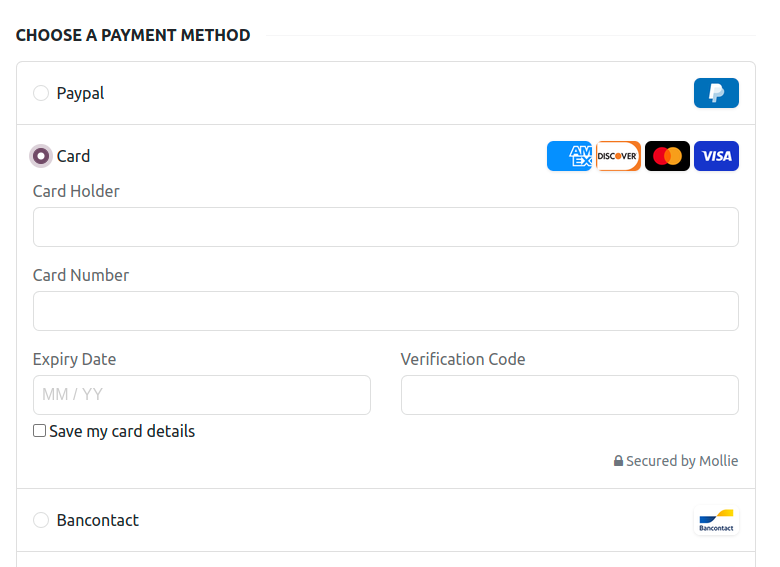 CHOOSE A PAYMENT METHOD
Paypal
Card
AM EX DISCOVER VISA
Card Holder
Card Number
Expiry Date Verification Code
MM / YY
Save my card details
Secured by Mollie
Bancontact
Bancontact